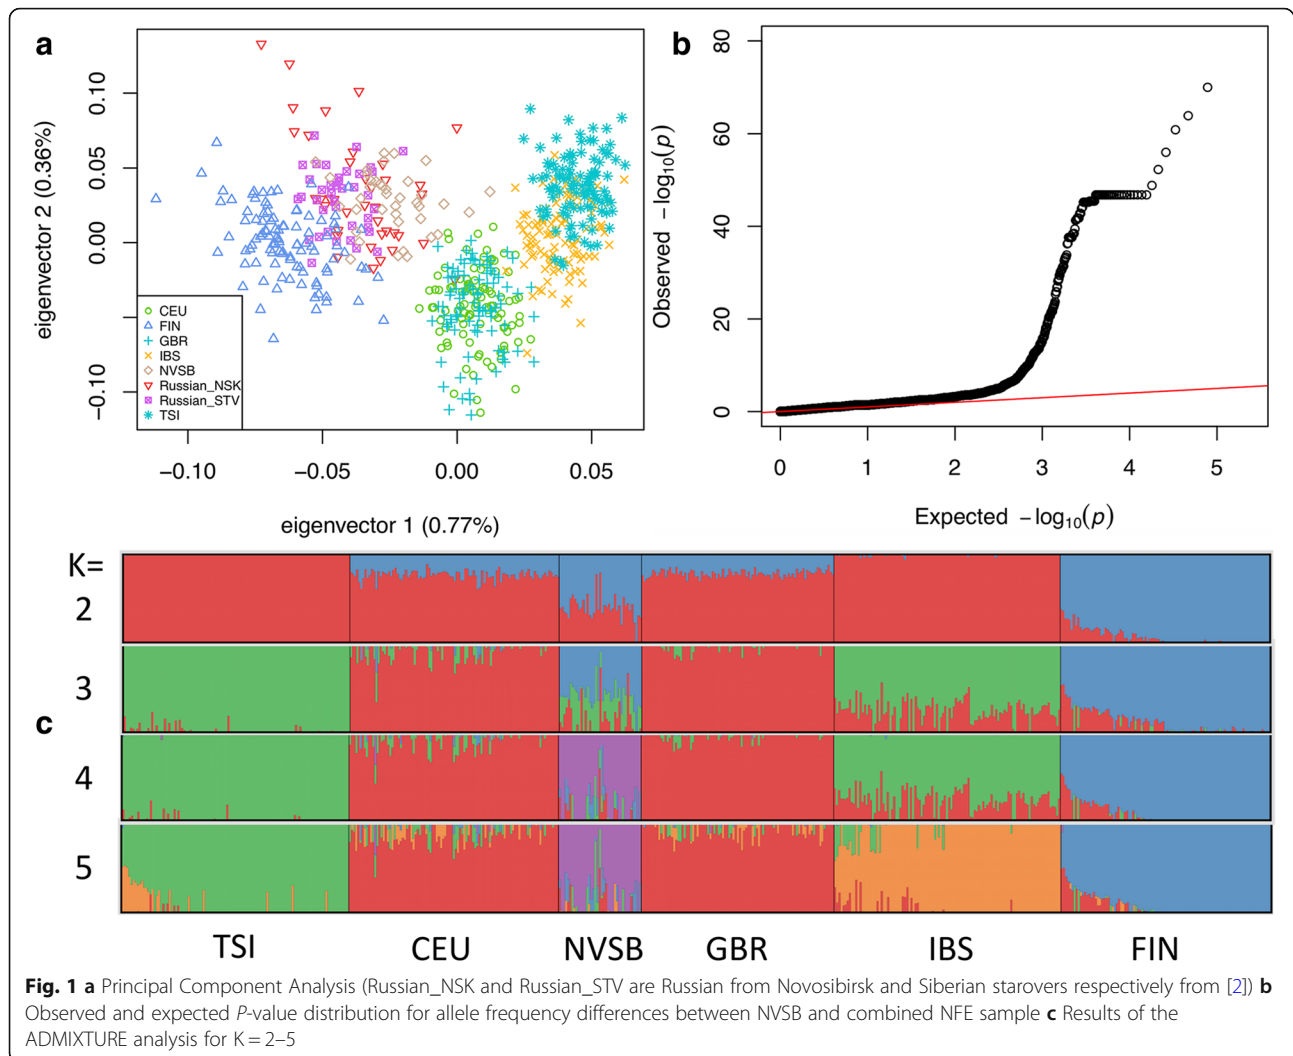 a
eigenvector 2 (0.36%)
0.10
0.05
0.00
−0.10
CEU
FIN
GBR
IBS
NVSB
Russian_NSK
Russian_STV
TSI
−0.10
−0.05
0.00
0.05
eigenvector 1 (0.77%)
b
Observed −log10(p)
80
60
40
20
0
0
1
2
3
4
5
Expected −log10(p)
c
K=
2
3
4
5
TSI
CEU
NVSB
GBR
IBS
FIN
Fig. 1 a Principal Component Analysis (Russian_NSK and Russian_STV are Russian from Novosibirsk and Siberian starovers respectively from [2]) b
Observed and expected P-value distribution for allele frequency differences between NVSB and combined NFE sample c Results of the
ADMIXTURE analysis for K = 2–5